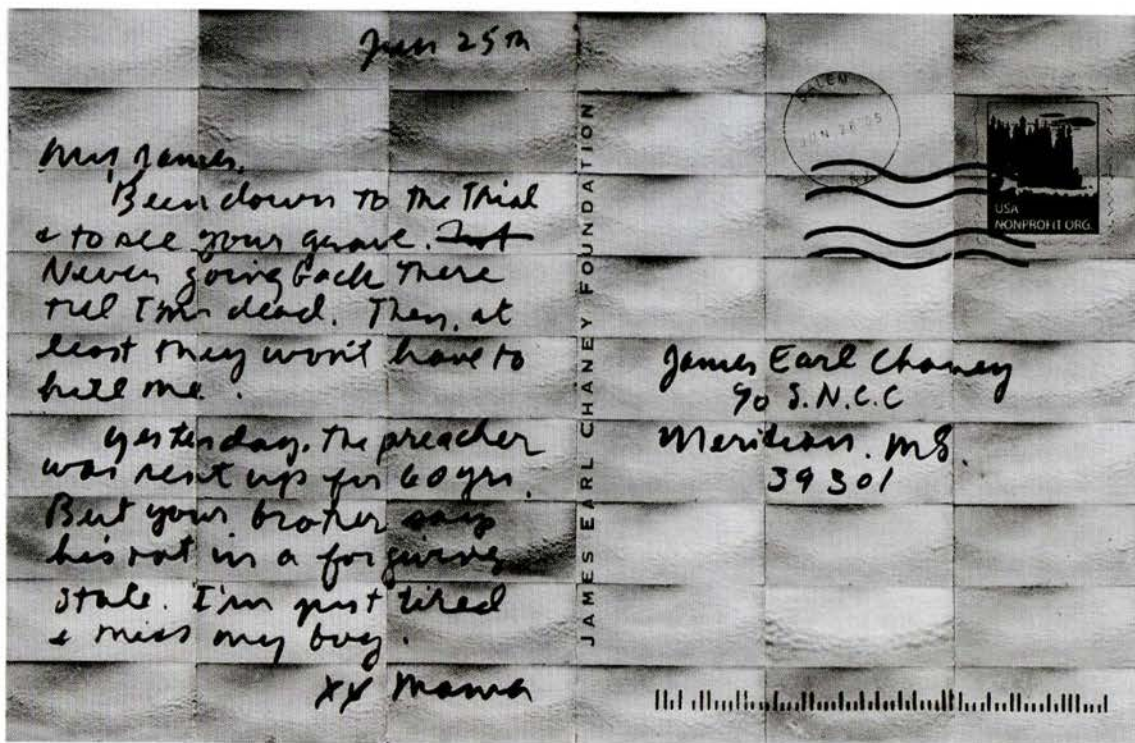 Jun 25th
My James,
Been down to the Trial
& to see your grave. Just
Never going back there
till I'm dead. Then, at
least they won't have to
kill me.
Yesterday, the preacher
was sent up for 60 yrs.
But your brother says
he's not in a forgiving
state. I'm just tired
& miss my boy.
XX Mama
JAMES EARL CHANEY FOUNDATION
JUN 26 '05
USA
NONPROFIT ORG.
James Earl Chaney
c/o S.N.C.C
Meridian, MS.
39301